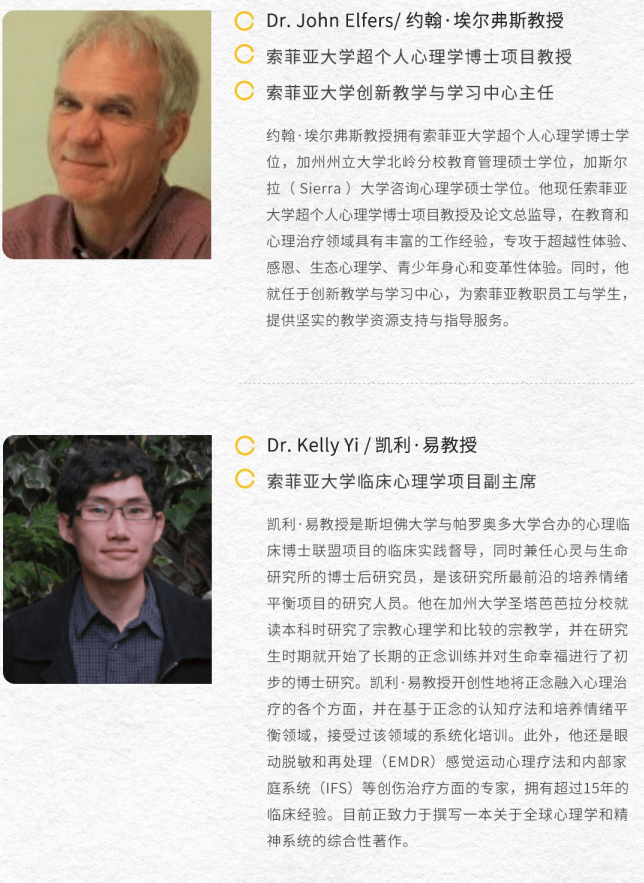 Dr. John Elfers/ 约翰·埃尔弗斯教授
索菲亚大学超个人心理学博士项目教授
索菲亚大学创新教学与学习中心主任
约翰·埃尔弗斯教授拥有索菲亚大学超个人心理学博士学
位，加州州立大学北岭分校教育管理硕士学位，加斯尔
拉（ Sierra ）大学咨询心理学硕士学位。他现任索菲亚
大学超个人心理学博士项目教授及论文总监导，在教育和
心理治疗领域具有丰富的工作经验，专攻于超越性体验、
感恩、生态心理学、青少年身心和变革性体验。同时，他
就任于创新教学与学习中心，为索菲亚教职员工与学生，
提供坚实的教学资源支持与指导服务。
Dr. Kelly Yi / 凯利·易教授
索菲亚大学临床心理学项目副主席
凯利·易教授是斯坦佛大学与帕罗奥多大学合办的心理临
床博士联盟项目的临床实践督导，同时兼任心灵与生命
研究所的博士后研究员，是该研究所最前沿的培养情绪
平衡项目的研究人员。他在加州大学圣塔芭芭拉分校就
读本科时研究了宗教心理学和比较的宗教学，并在研究
生时期就开始了长期的正念训练并对生命幸福进行了初
步的博士研究。凯利·易教授开创性地将正念融入心理治
疗的各个方面，并在基于正念的认知疗法和培养情绪平
衡领域，接受过该领域的系统化培训。此外，他还是眼
动脱敏和再处理（EMDR）感觉运动心理疗法和内部家
庭系统（IFS）等创伤治疗方面的专家，拥有超过15年的
临床经验。目前正致力于撰写一本关于全球心理学和精
神系统的综合性著作。